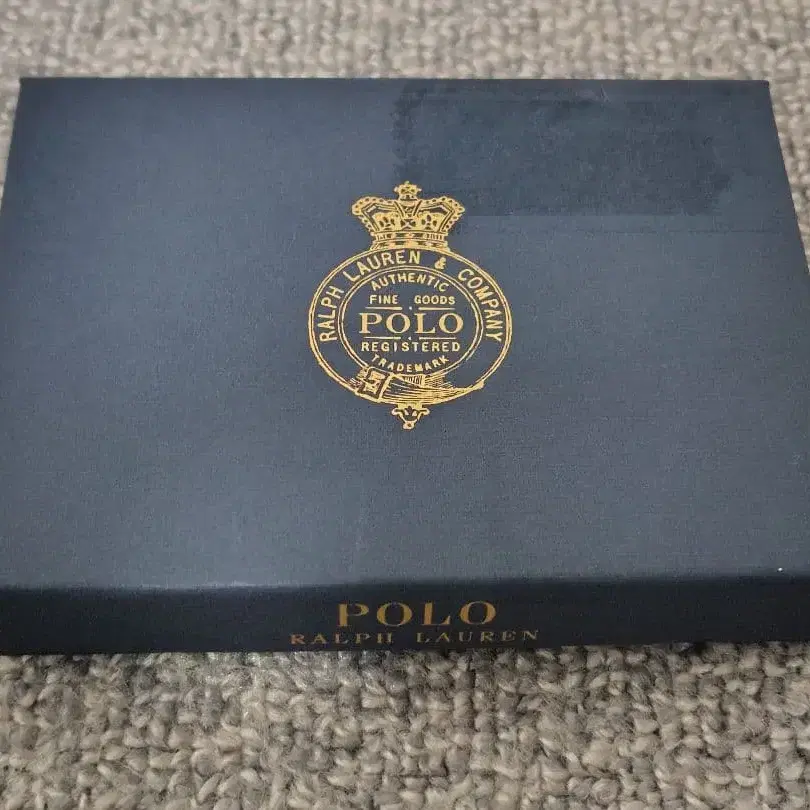 RALPH LAUREN & COMPANY
AUTHENTIC
FINE GOODS
POLO
REGISTERED
TRADEMARK
POLO
RALPH LAUREN